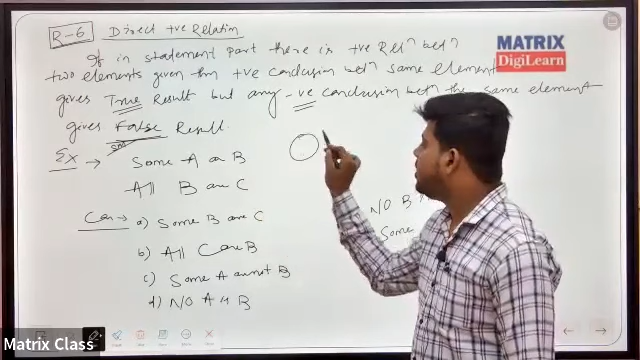 R-6 Direct +ve Relation
If in statement part there is +ve Relⁿ betⁿ
two elements given then +ve conclusion betⁿ same element
gives True Result but any -ve conclusion betⁿ the same element
gives False Result.
Ex → Some A are B
All B are C
Con → a) Some B are C
b) All C are B
c) Some A are not B
d) No A is B
NO B
Some
MATRIX
DigiLearn
Matrix Class